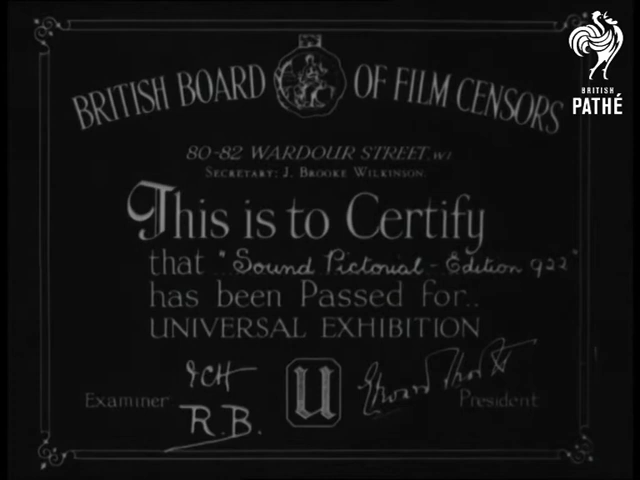 BRITISH BOARD OF FILM CENSORS
BRITISH
PATHÉ
80-82 WARDOUR STREET, W1
SECRETARY: J. BROOKE WILKINSON.
This is to Certify
that "Sound Pictorial - Edition 922"
has been Passed for..
UNIVERSAL EXHIBITION
JCH
Examiner
R.B.
U
President